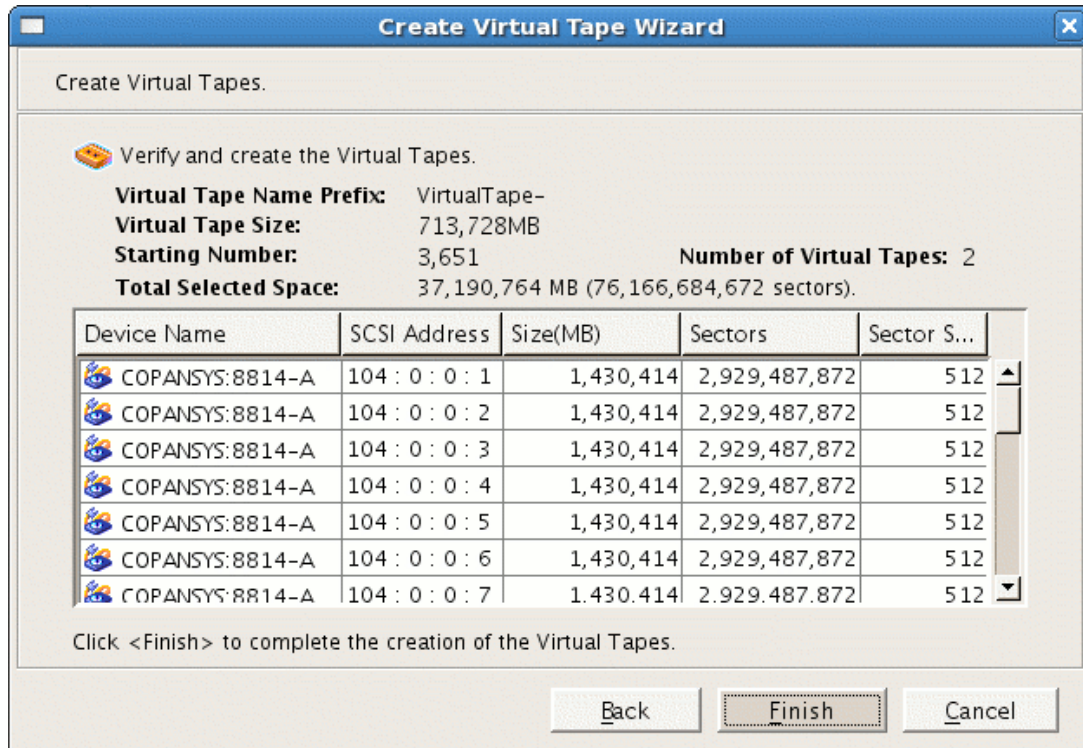 Create Virtual Tape Wizard
Create Virtual Tapes.
Verify and create the Virtual Tapes.
Virtual Tape Name Prefix: VirtualTape-
Virtual Tape Size: 713,728MB
Starting Number: 3,651 Number of Virtual Tapes: 2
Total Selected Space: 37,190,764 MB (76,166,684,672 sectors).
Device Name SCSI Address Size(MB) Sectors Sector S...
COPANSYS:8814-A 104 : 0 : 0 : 1 1,430,414 2,929,487,872 512
COPANSYS:8814-A 104 : 0 : 0 : 2 1,430,414 2,929,487,872 512
COPANSYS:8814-A 104 : 0 : 0 : 3 1,430,414 2,929,487,872 512
COPANSYS:8814-A 104 : 0 : 0 : 4 1,430,414 2,929,487,872 512
COPANSYS:8814-A 104 : 0 : 0 : 5 1,430,414 2,929,487,872 512
COPANSYS:8814-A 104 : 0 : 0 : 6 1,430,414 2,929,487,872 512
COPANSYS:8814-A 104 : 0 : 0 : 7 1,430,414 2,929,487,872 512
Click <Finish> to complete the creation of the Virtual Tapes.
Back Finish Cancel